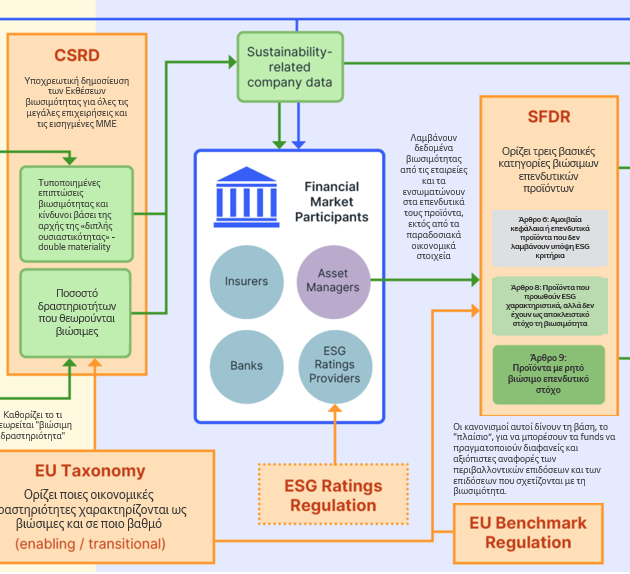 CSRD
Υποχρεωτική δημοσίευση
των Εκθέσεων
βιωσιμότητας για όλες τις
μεγάλες επιχειρήσεις και
τις εισηγμένες ΜΜΕ
Τυποποιημένες
επιπτώσεις
βιωσιμότητας και
κίνδυνοι βάσει της
αρχής της «διπλής
ουσιαστικότητας» -
double materiality
Ποσοστό
δραστηριοτήτων
που θεωρούνται
βιώσιμες
Καθορίζει το τι
εωρείται "βιώσιμη
δραστηριότητα"
EU Taxonomy
Ορίζει ποιες οικονομικές
ραστηριότητες χαρακτηρίζονται ως
βιώσιμες και σε ποιο βαθμό
(enabling / transitional)
Sustainability-
related
company data
Financial
Market
Participants
Insurers
Asset
Managers
Banks
ESG
Ratings
Providers
ESG Ratings
Regulation
Λαμβάνουν
δεδομένα
βιωσιμότητας
από τις εταιρείες
και τα
ενσωματώνουν
στα επενδυτικά
τους προϊόντα,
εκτός από τα
παραδοσιακά
οικονομικά
στοιχεία
SFDR
Ορίζει τρεις βασικές
κατηγορίες βιώσιμων
επενδυτικών
προϊόντων
Άρθρο 6: Αμοιβαία
κεφάλαια ή επενδυτικά
προϊόντα που δεν
λαμβάνουν υπόψη ESG
κριτήρια
Άρθρο 8: Προϊόντα που
προωθούν ESG
χαρακτηριστικά, αλλά δεν
έχουν ως αποκλειστικό
στόχο τη βιωσιμότητα
Άρθρο 9:
Προϊόντα με ρητό
βιώσιμο επενδυτικό
στόχο
Οι κανονισμοί αυτοί δίνουν τη βάση, το
"πλαίσιο", για να μπορέσουν τα funds να
πραγματοποιούν διαφανείς και
αξιόπιστες αναφορές των
περιβαλλοντικών επιδόσεων και των
επιδόσεων που σχετίζονται με τη
βιωσιμότητα.
EU Benchmark
Regulation